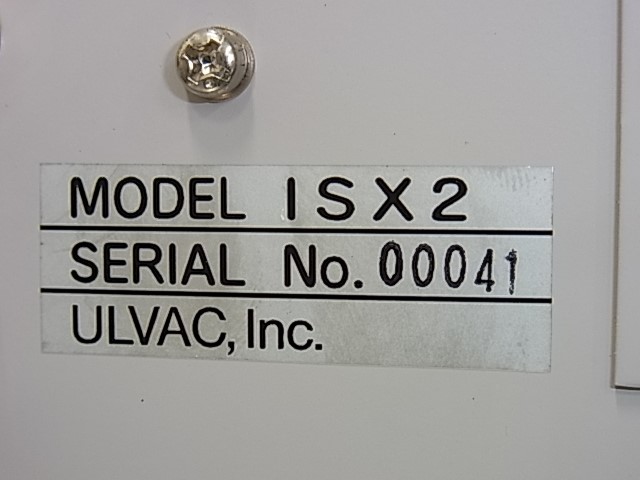 MODEL ISX2
SERIAL No. 00041
ULVAC, Inc.